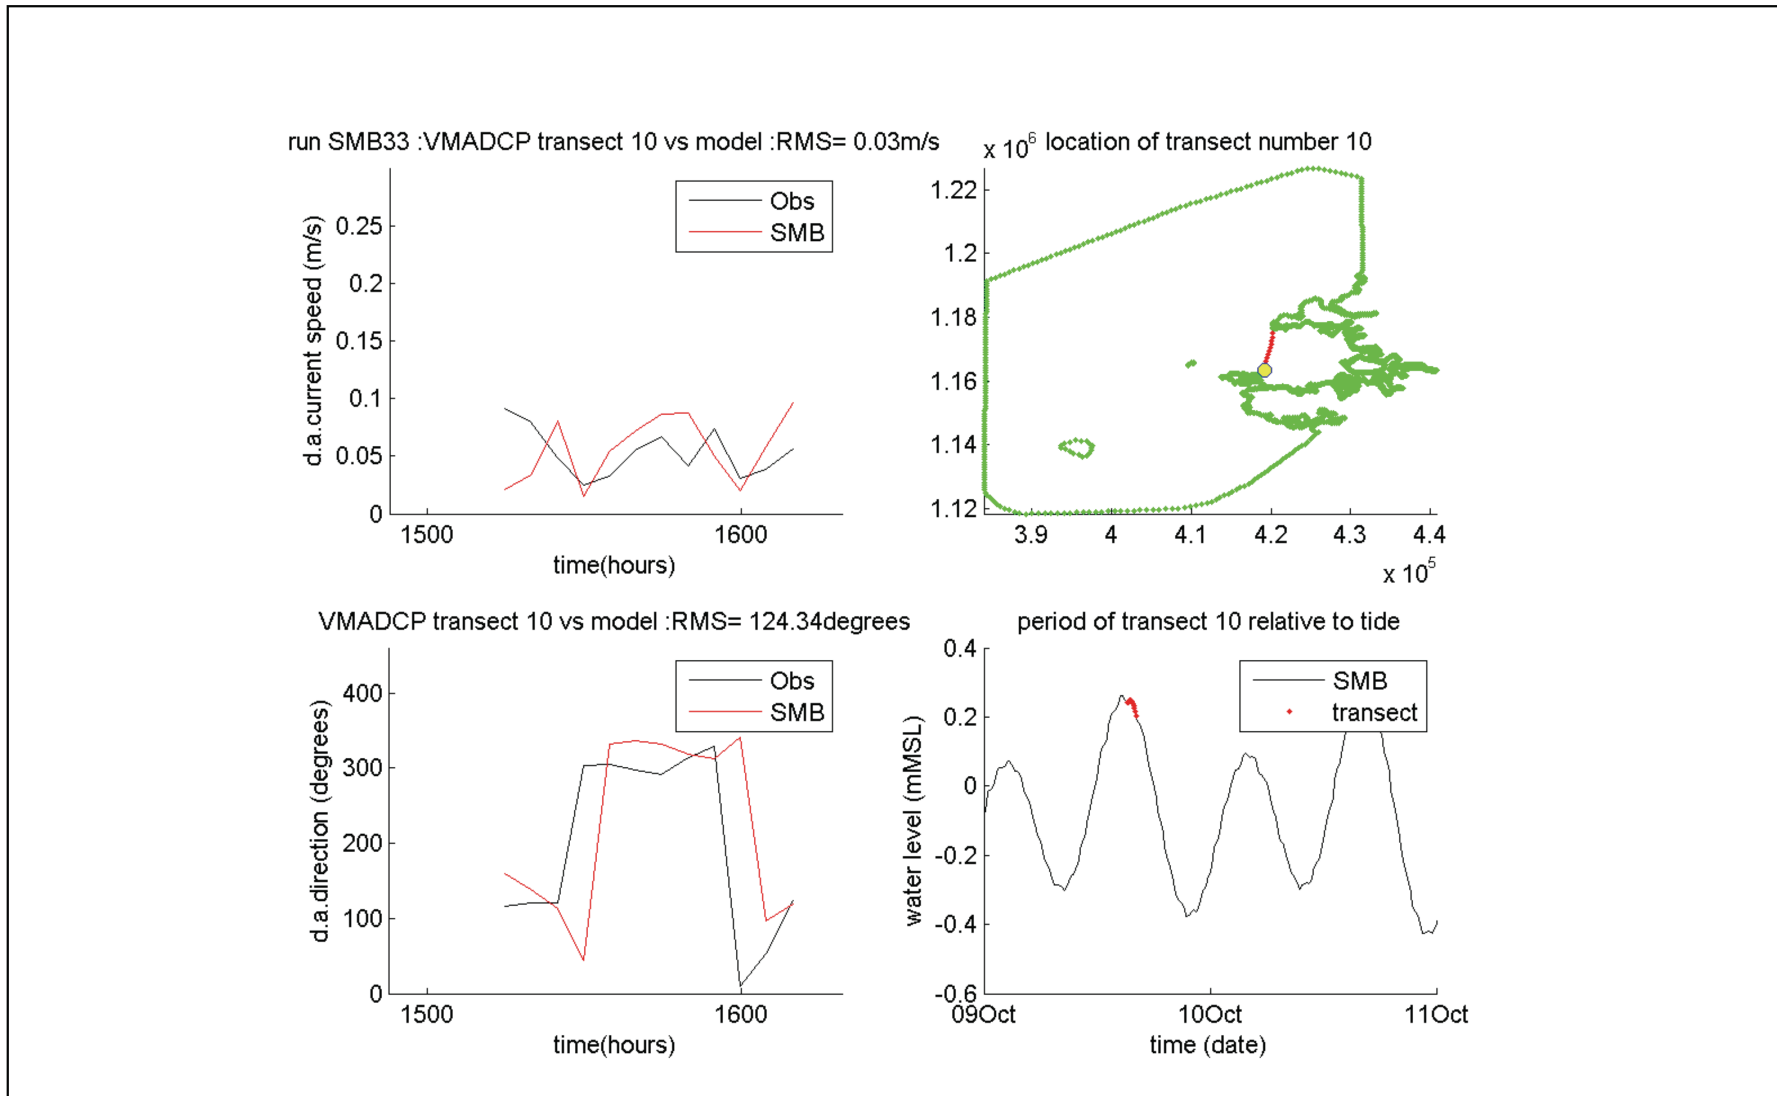 run SMB33 :VMADCP transect 10 vs model :RMS= 0.03m/s
Obs
SMB
0.25
0.2
0.15
0.1
0.05
0
d.a.current speed (m/s)
1500
1600
time(hours)
x 10^6 location of transect number 10
1.22
1.2
1.18
1.16
1.14
1.12
3.9
4
4.1
4.2
4.3
4.4
x 10^5
VMADCP transect 10 vs model :RMS= 124.34degrees
Obs
SMB
400
300
200
100
0
d.a.direction (degrees)
1500
1600
time(hours)
period of transect 10 relative to tide
SMB
transect
0.4
0.2
0
-0.2
-0.4
-0.6
water level (mMSL)
09Oct
10Oct
11Oct
time (date)